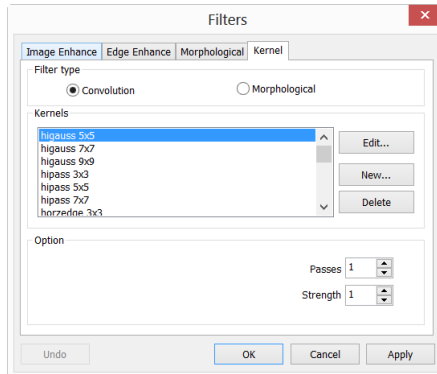 Filters
Image Enhance Edge Enhance Morphological Kernel
Filter type
Convolution Morphological
Kernels
higauss 5x5
higauss 7x7
higauss 9x9
hipass 3x3
hipass 5x5
hipass 7x7
horzedge 3x3
Edit...
New...
Delete
Option
Passes 1
Strength 1
Undo OK Cancel Apply